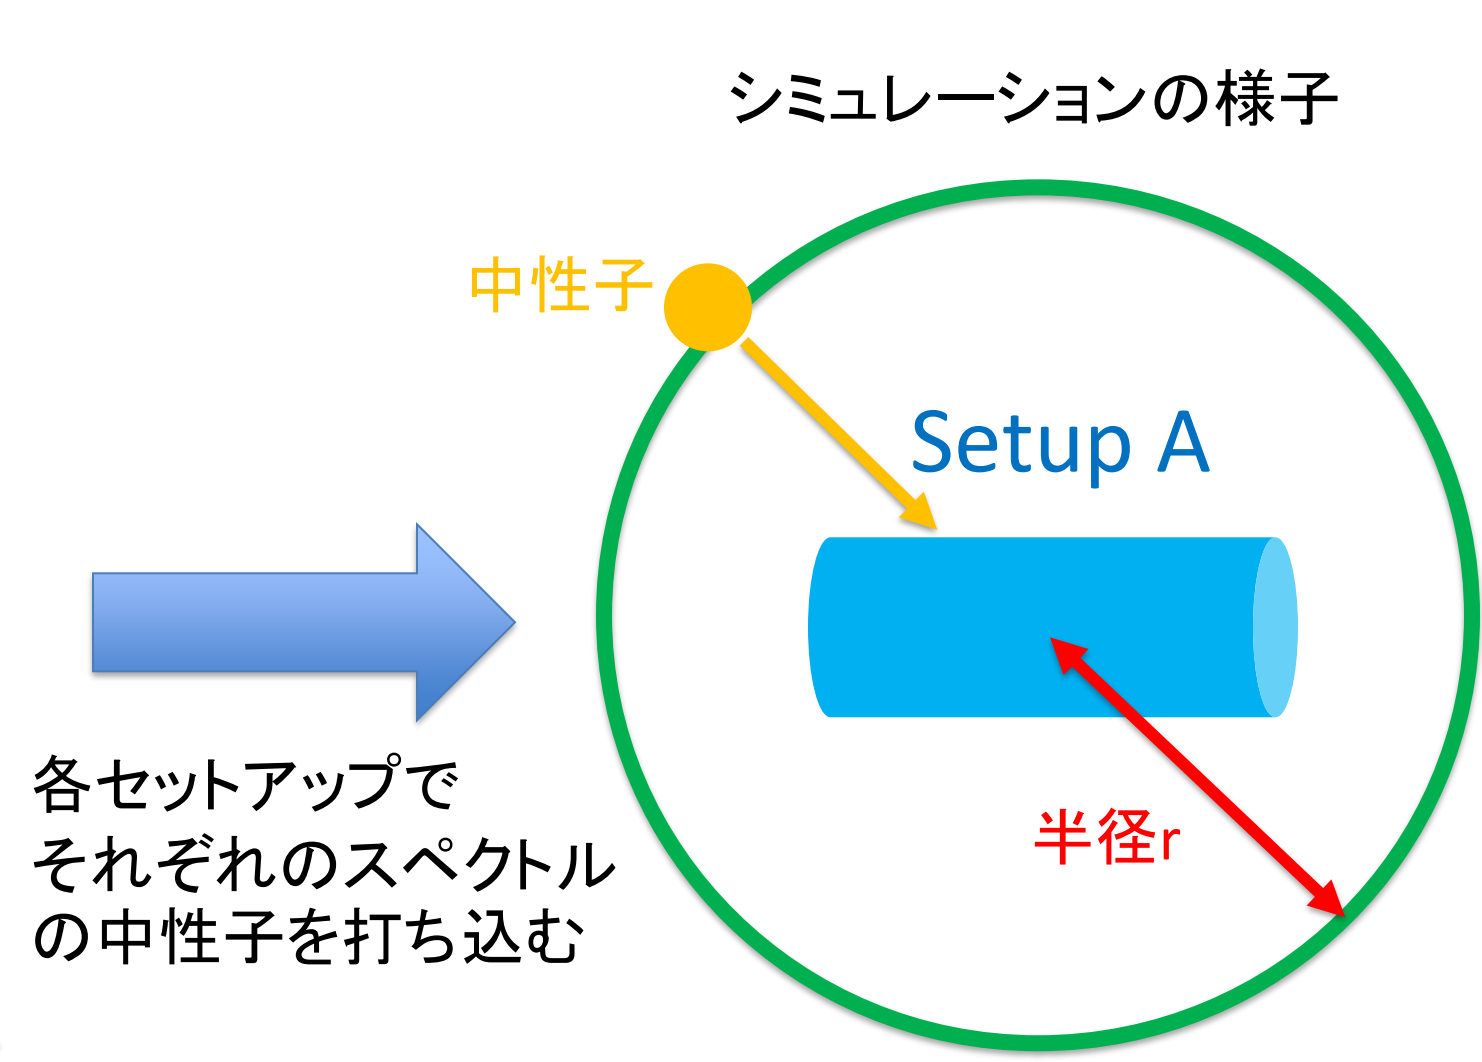 シミュレーションの様子
中性子
Setup A
半径r
各セットアップで
それぞれのスペクトル
の中性子を打ち込む